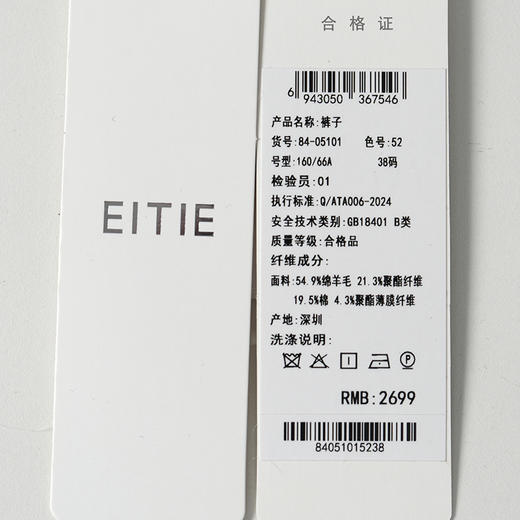 EITIE
合格证
6 943050 367546
产品名称:裤子
货号:84-05101 色号:52
号型:160/66A 38码
检验员:01
执行标准:Q/ATA006-2024
安全技术类别:GB18401 B类
质量等级:合格品
纤维成分:
面料:54.9%绵羊毛 21.3%聚酯纤维
19.5%棉 4.3%聚酯薄膜纤维
产地:深圳
洗涤说明:
P
RMB:2699
84051015238